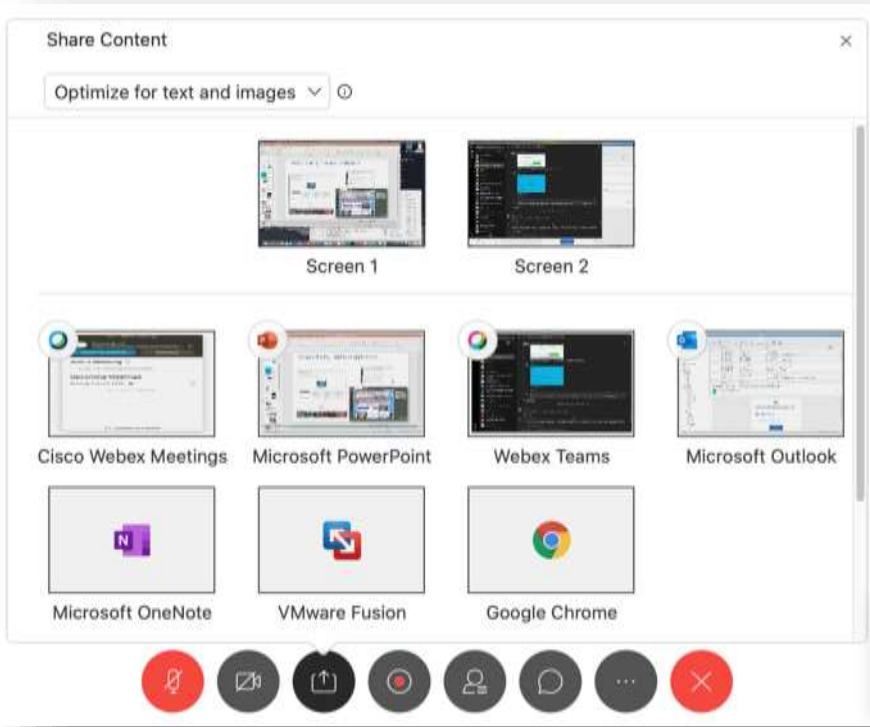 Share Content
Optimize for text and images
Screen 1
Screen 2
Cisco Webex Meetings
Microsoft PowerPoint
Webex Teams
Microsoft Outlook
N
Microsoft OneNote
VMware Fusion
Google Chrome